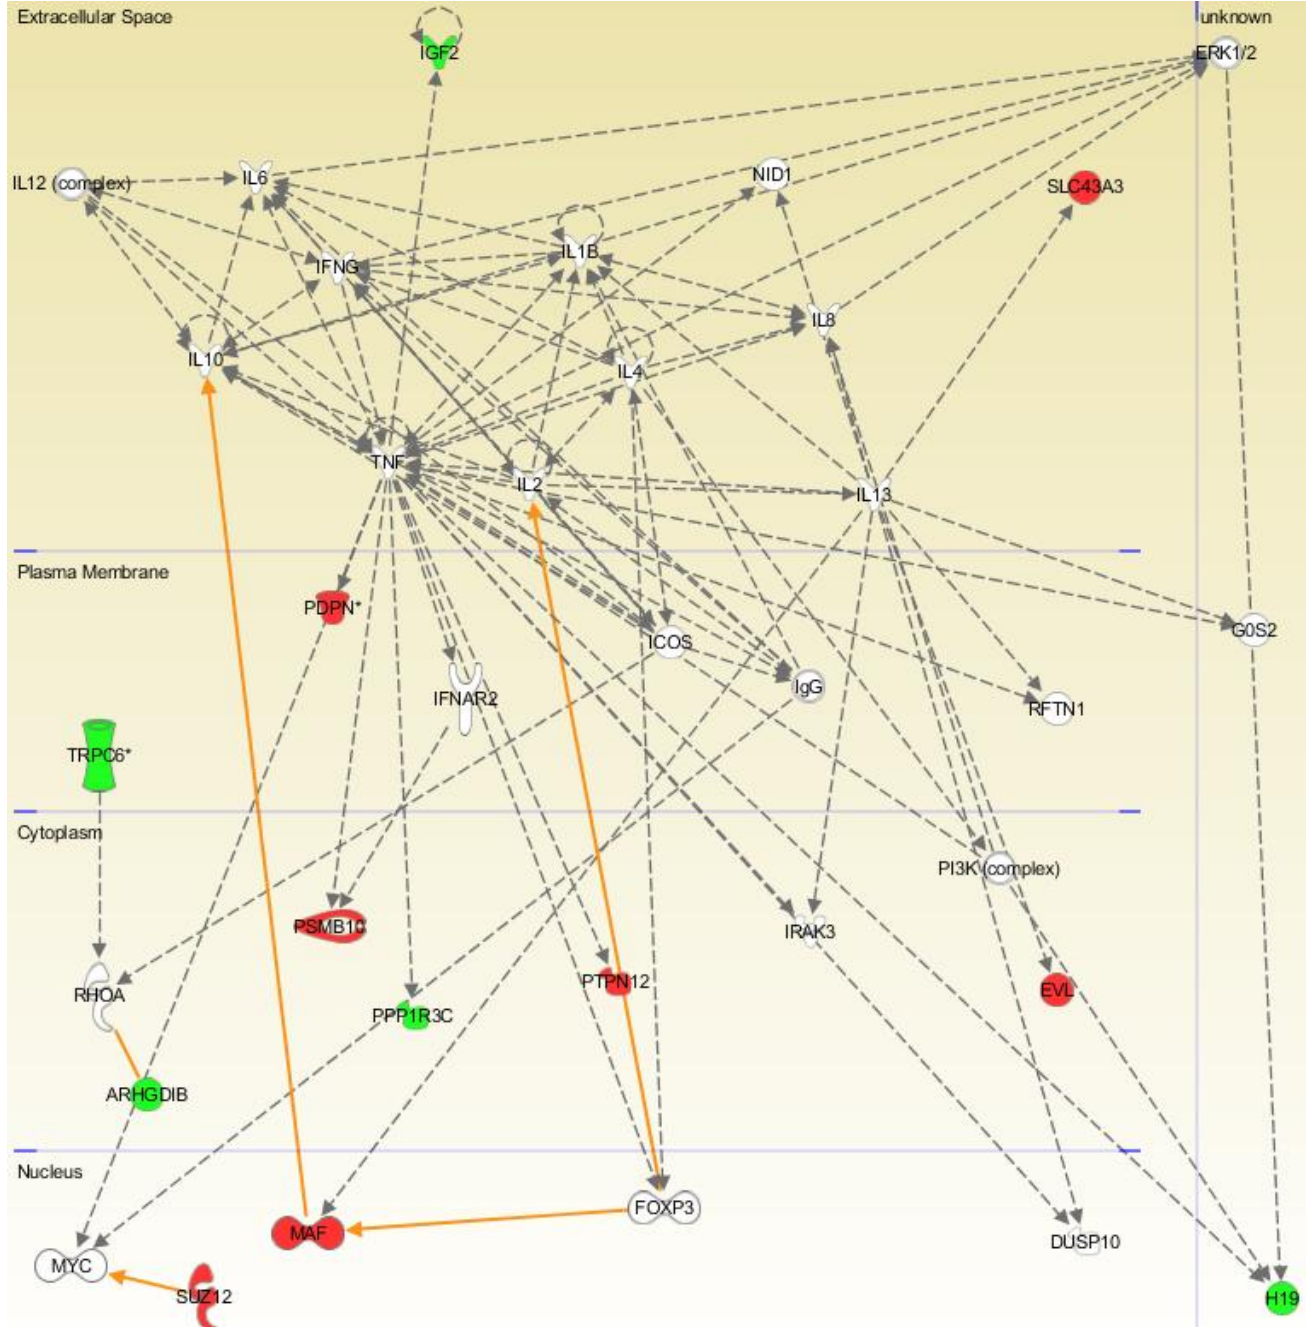 Extracellular Space
unknown
IGF2
ERK1/2
IL12 (complex)
IL6
NID1
SLC43A3
IL1B
IFNG
IL8
IL10
IL4
TNF
IL2
IL13
Plasma Membrane
PDPN*
ICOS
G0S2
IFNAR2
IgG
RFTN1
TRPC6*
Cytoplasm
PI3K (complex)
PSMB10
IRAK3
PTPN12
EVL
RHOA
PPP1R3C
ARHGDIB
Nucleus
FOXP3
MAF
DUSP10
MYC
SUZ12
H19